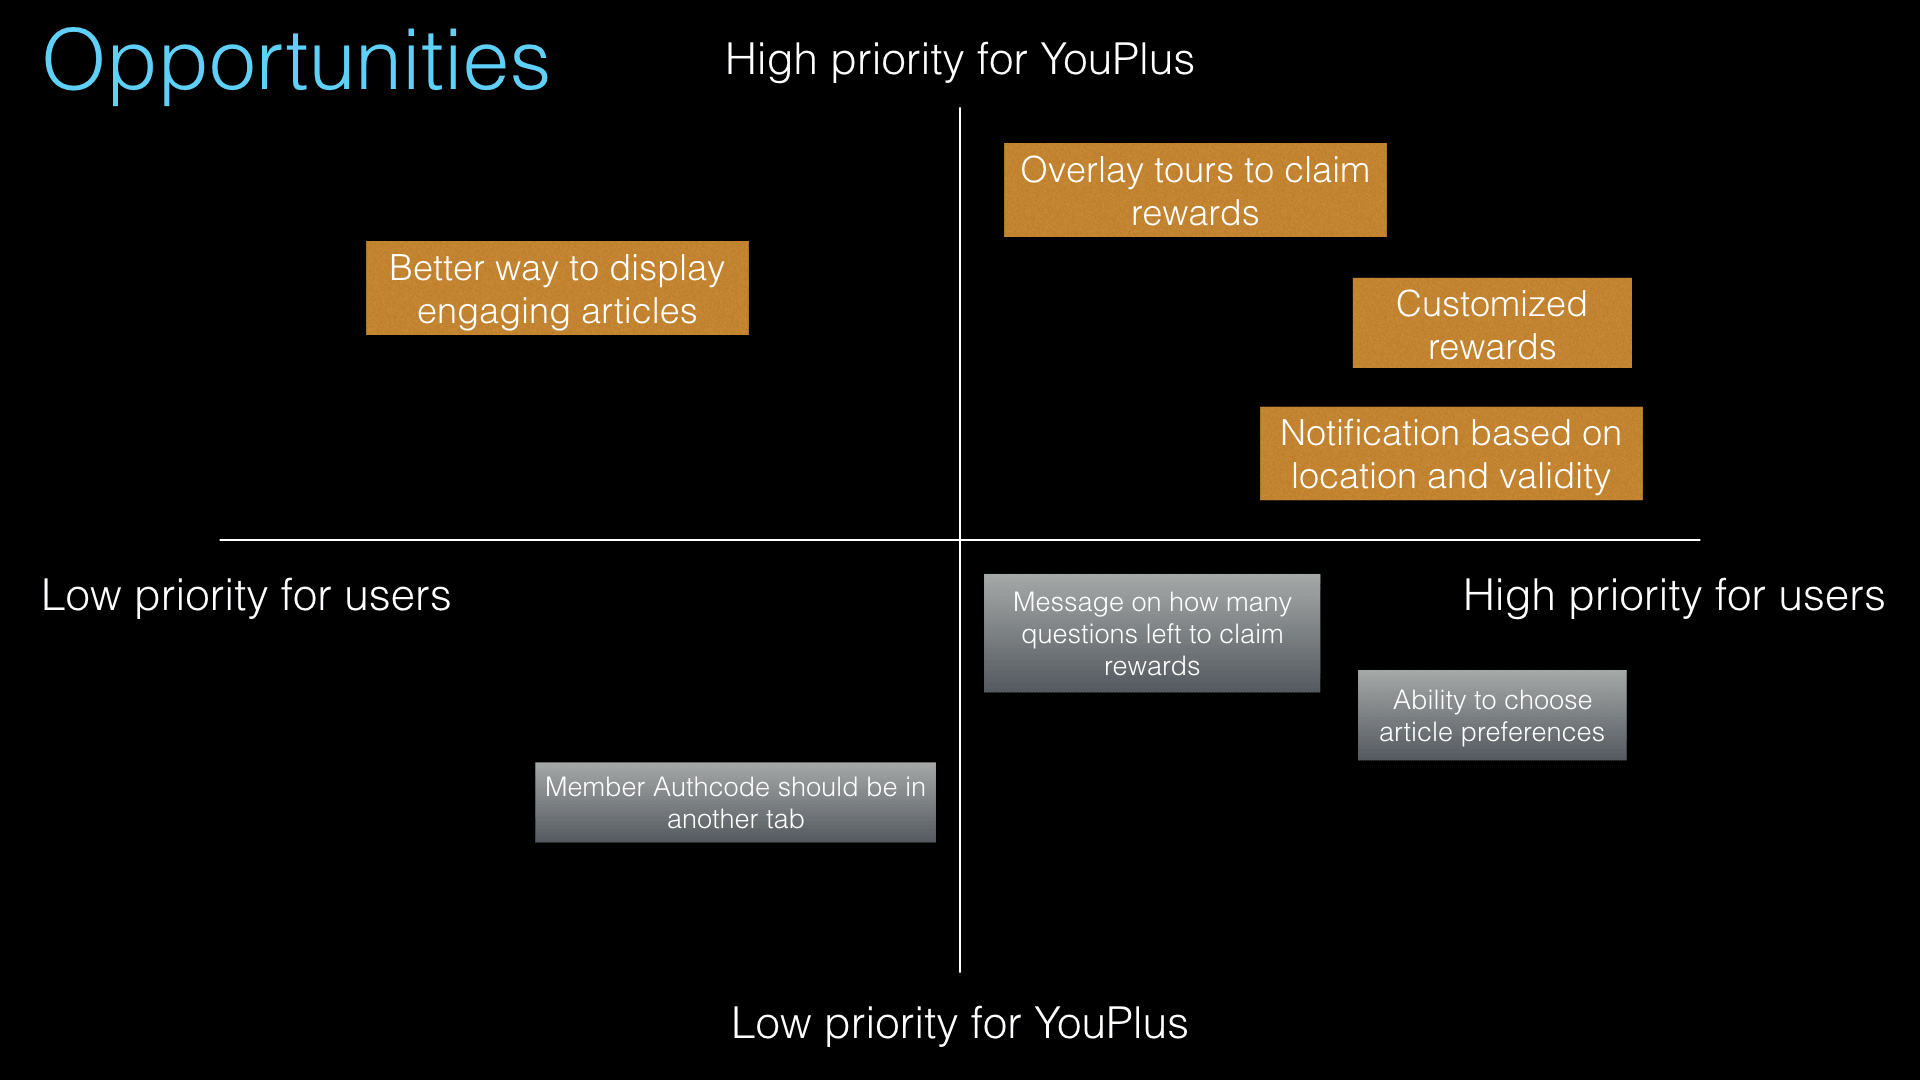 Opportunities
High priority for YouPlus
Overlay tours to claim
rewards
Better way to display
engaging articles
Customized
rewards
Notification based on
location and validity
Low priority for users
High priority for users
Message on how many
questions left to claim
rewards
Ability to choose
article preferences
Member Authcode should be in
another tab
Low priority for YouPlus